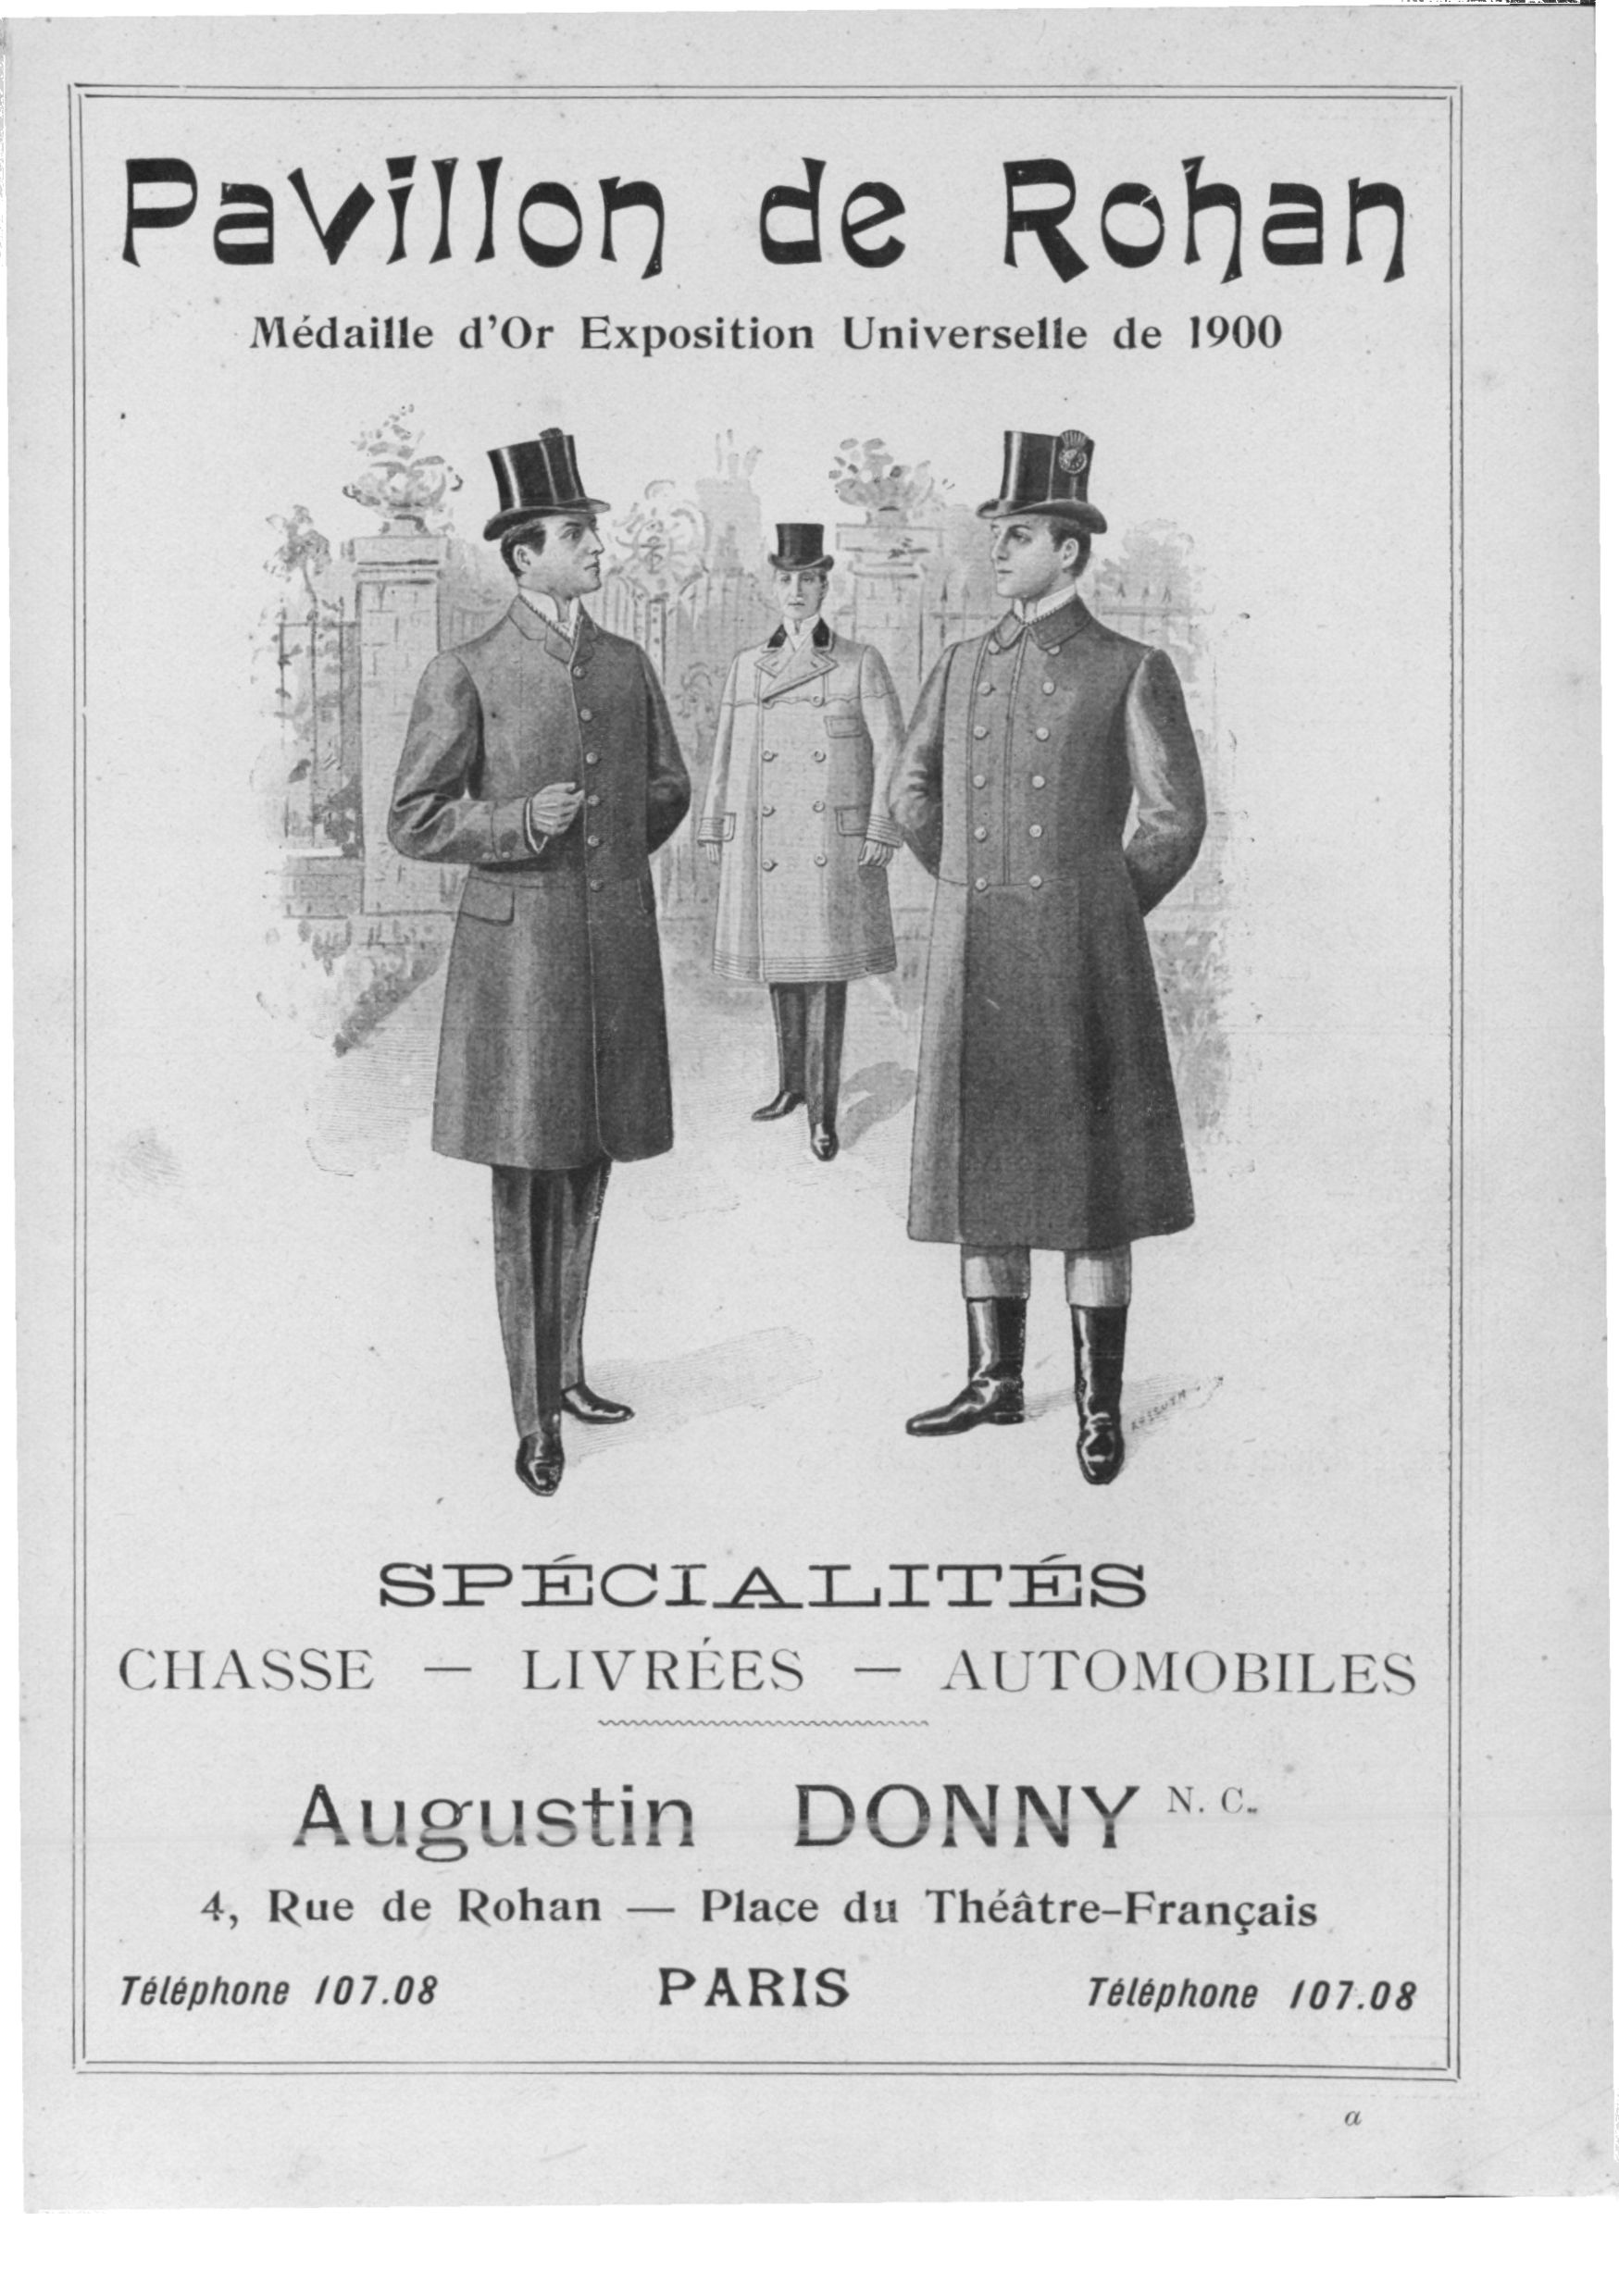 Pavillon de Rohan
Médaille d'Or Exposition Universelle de 1900
SPÉCIALITÉS
CHASSE — LIVRÉES — AUTOMOBILES
Augustin DONNY N. C.
4, Rue de Rohan — Place du Théâtre-Français
Téléphone 107.08 PARIS Téléphone 107.08
a